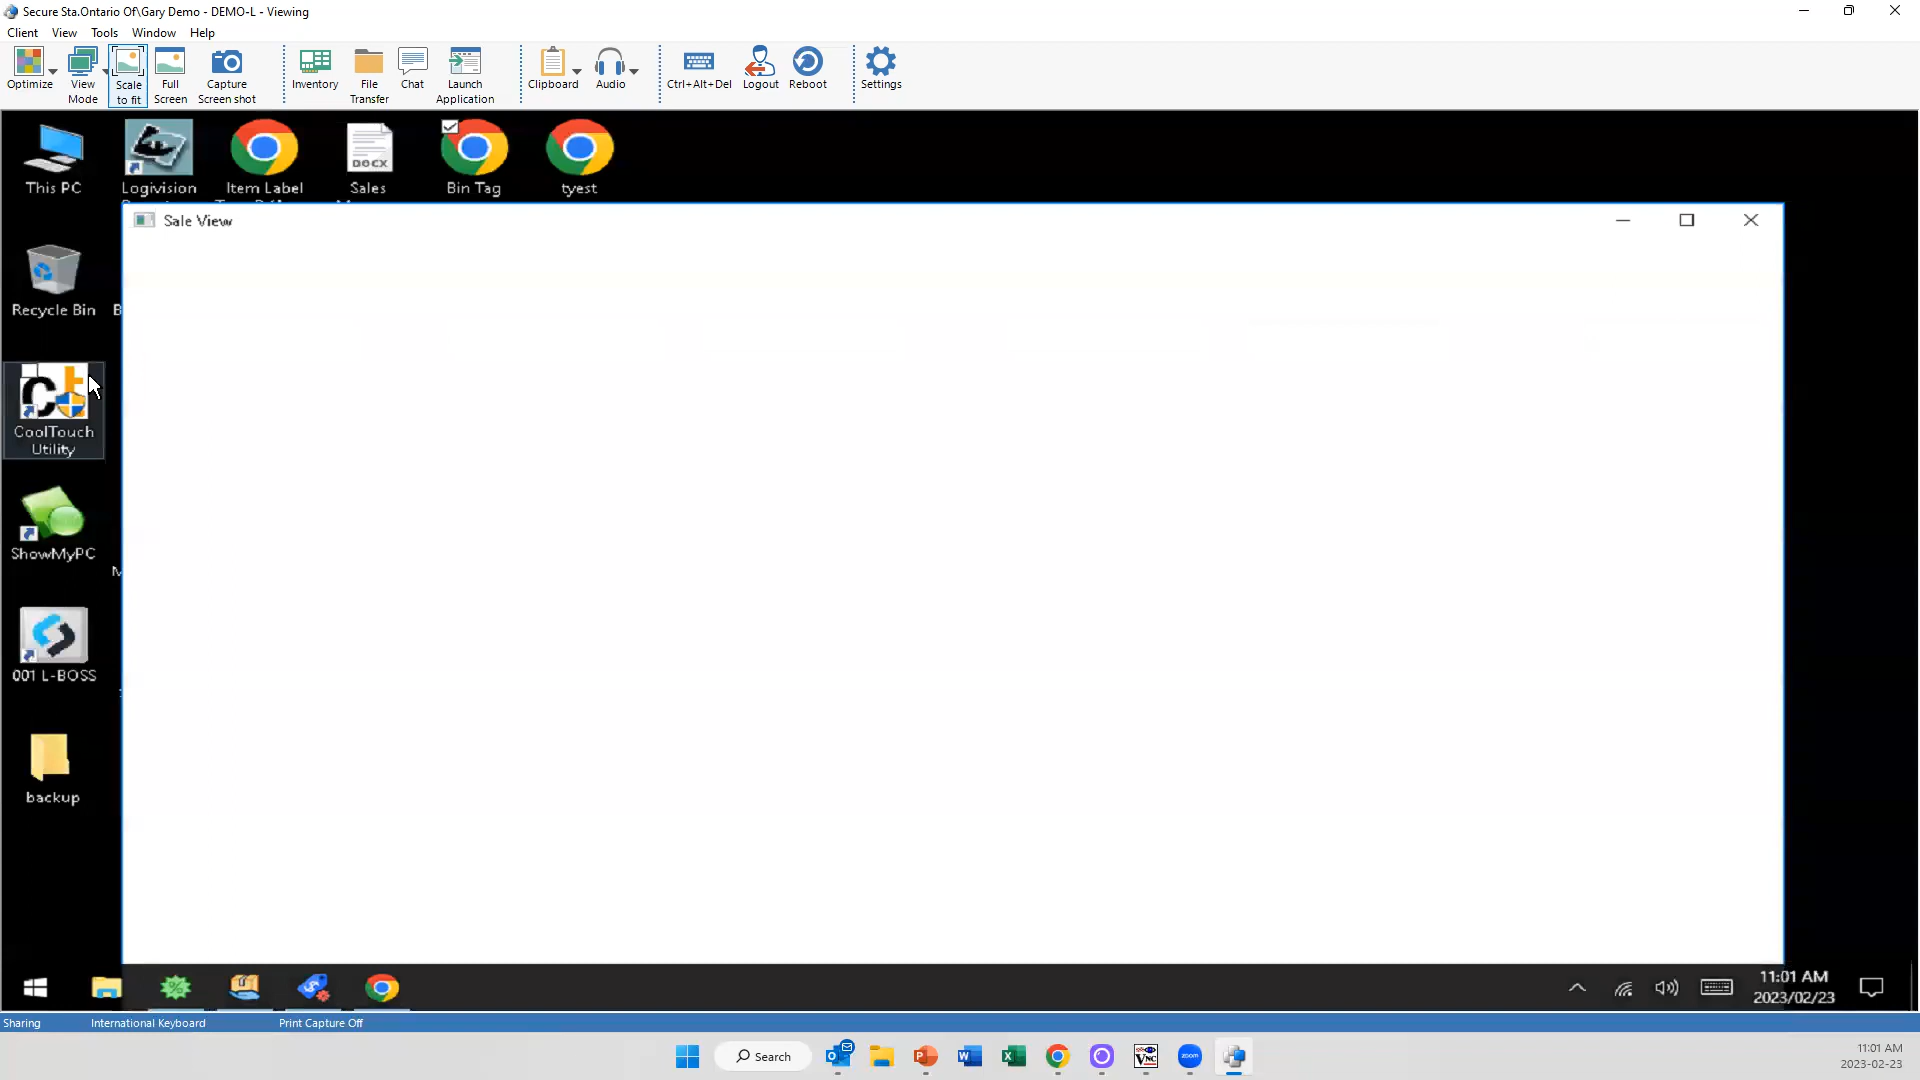 Secure Sta.Ontario Of\Gary Demo - DEMO-L - Viewing
Client View Tools Window Help
Optimize
View
Mode
Scale
to fit
Full
Screen
Capture
Screen shot
Inventory
File
Transfer
Chat
Launch
Application
Clipboard
Audio
Ctrl+Alt+Del
Logout
Reboot
Settings
This PC
Logivision
Item Label
DOCX
Sales
Bin Tag
tyest
Sale View
Recycle Bin
B
Ct
CoolTouch
Utility
ShowMyPC
001 L-BOSS
backup
11:01 AM
2023/02/23
Sharing International Keyboard Print Capture Off
Search
zoom
11:01 AM
2023-02-23